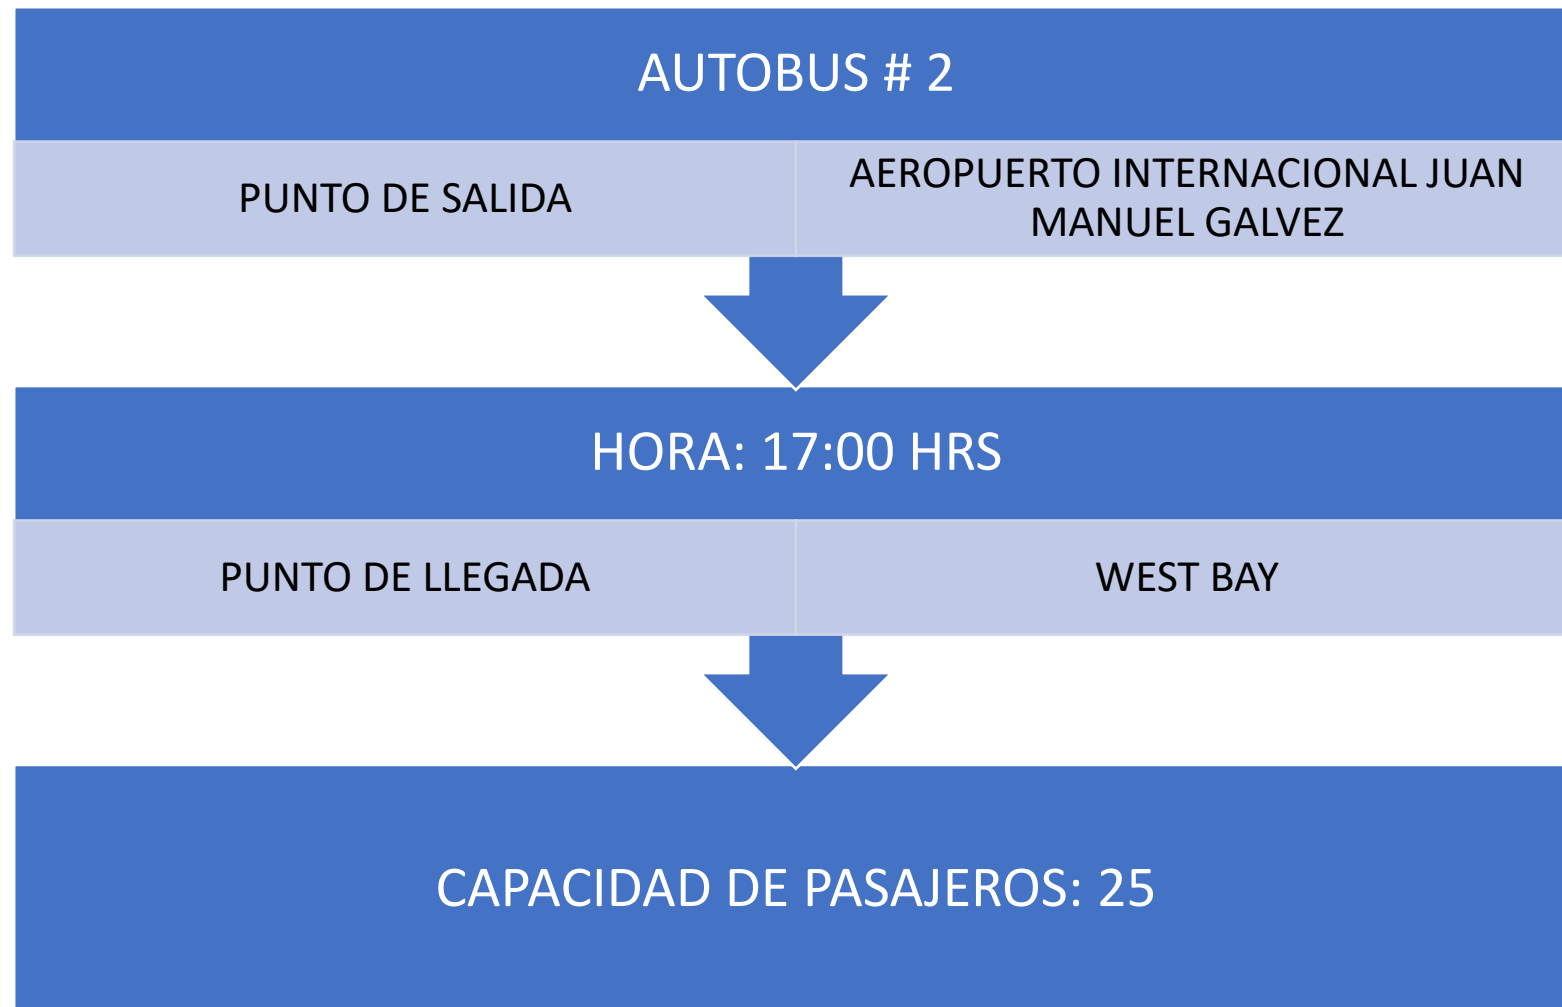 AUTOBUS # 2
PUNTO DE SALIDA
AEROPUERTO INTERNACIONAL JUAN
MANUEL GALVEZ
HORA: 17:00 HRS
PUNTO DE LLEGADA
WEST BAY
CAPACIDAD DE PASAJEROS: 25